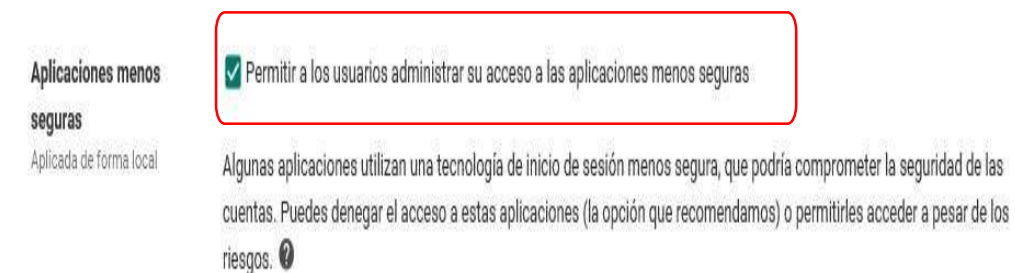 Aplicaciones menos
seguras
Aplicada de forma local
Permitir a los usuarios administrar su acceso a las aplicaciones menos seguras
Algunas aplicaciones utilizan una tecnología de inicio de sesión menos segura, que podría comprometer la seguridad de las
cuentas. Puedes denegar el acceso a estas aplicaciones (la opción que recomendamos) o permitirles acceder a pesar de los
riesgos. ?